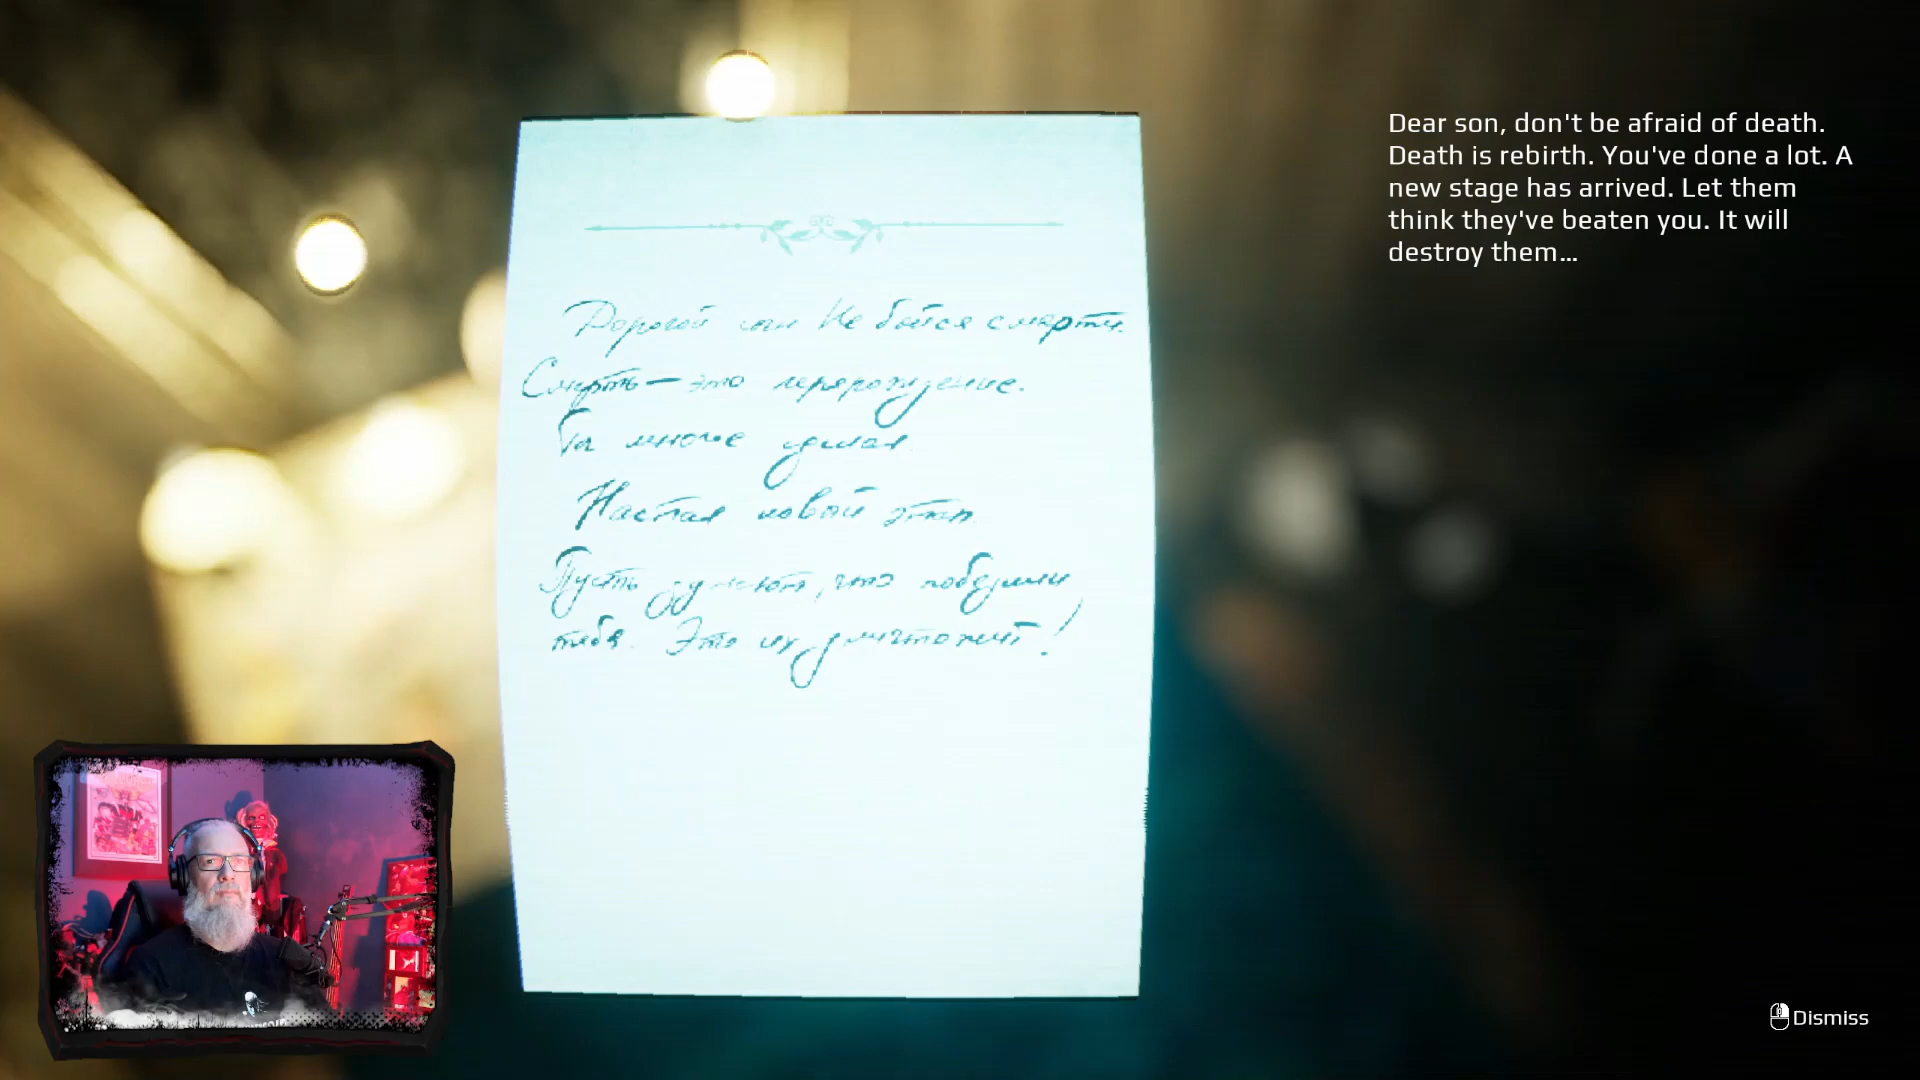 Dear son, don't be afraid of death.
Death is rebirth. You've done a lot. A
new stage has arrived. Let them
think they've beaten you. It will
destroy them...
Дорогой сын Не бойся смерти.
Смерть — это перерождение.
Ты многое сделал.
Настал новый этап.
Пусть думают, что победили
тебя. Это их уничтожит!
Dismiss